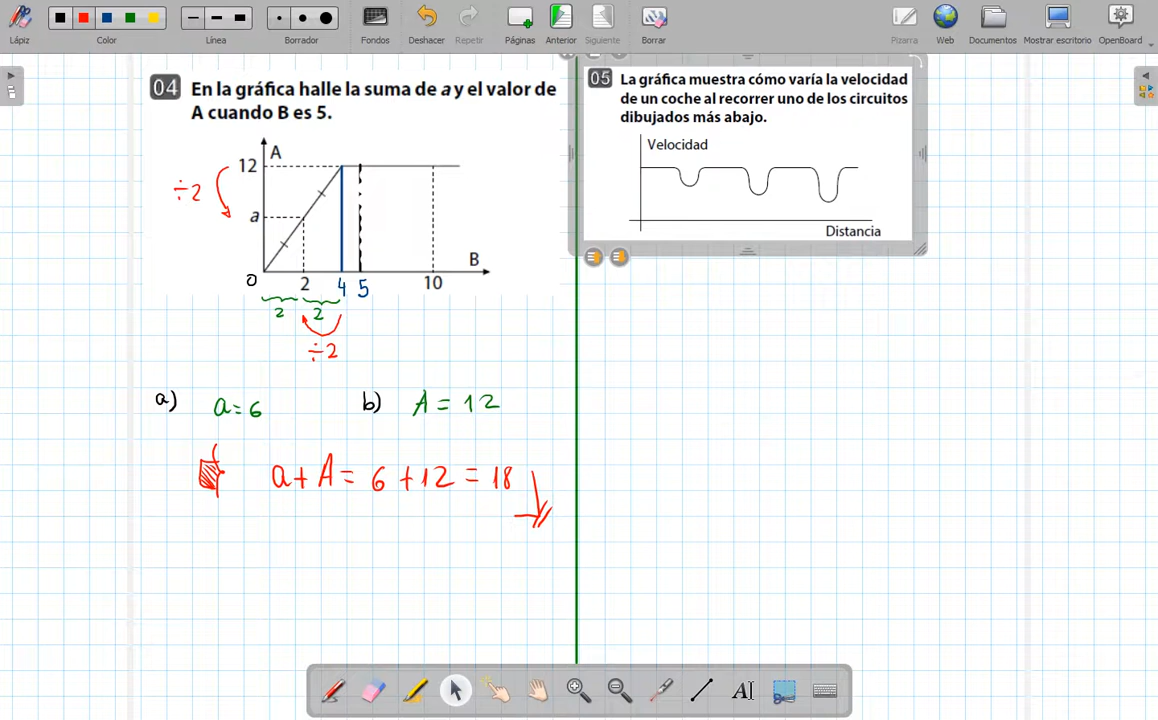 Lápiz
Color
Línea
Borrador
Fondos
Deshacer
Repetir
Páginas
Anterior
Siguiente
Borrar
Pizarra
Web
Documentos
Mostrar escritorio
OpenBoard
04 En la gráfica halle la suma de a y el valor de
A cuando B es 5.
A
12
÷2
a
B
0
2
4
5
10
2
2
÷2
a) a=6
b) A = 12
a+A= 6 +12 = 18
05 La gráfica muestra cómo varía la velocidad
de un coche al recorrer uno de los circuitos
dibujados más abajo.
Velocidad
Distancia